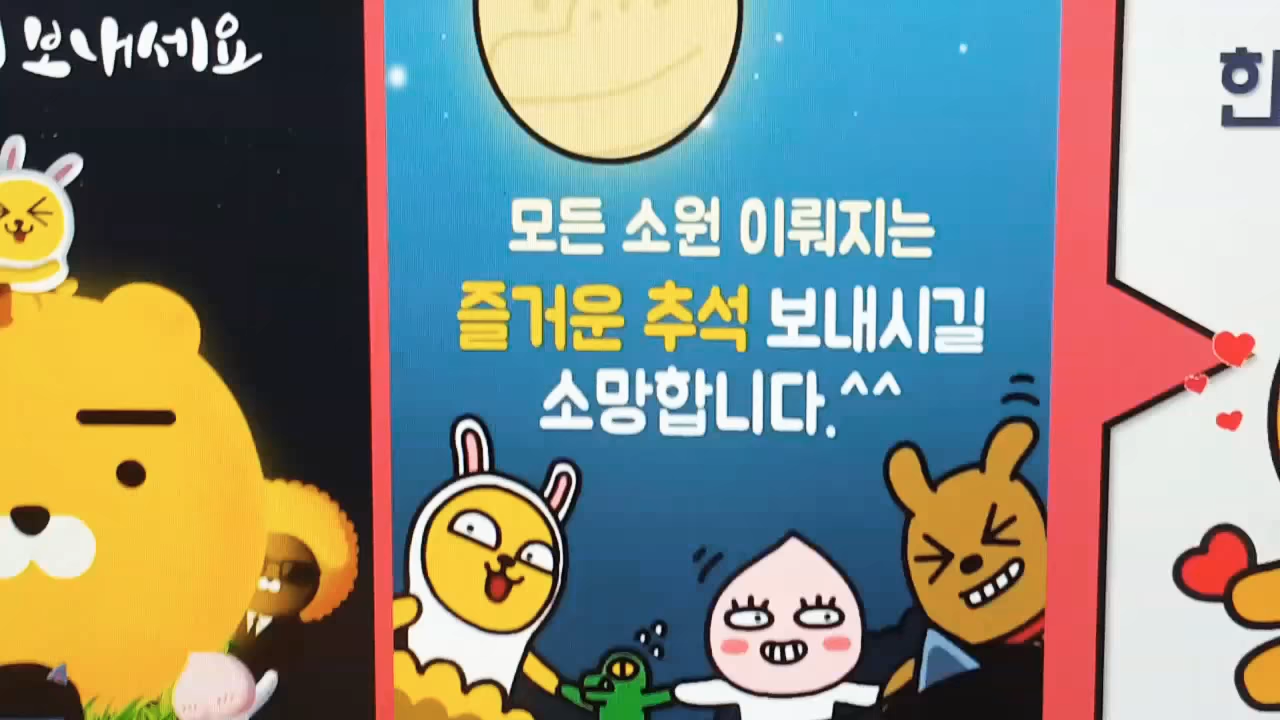 보내세요
모든 소원 이뤄지는
즐거운 추석 보내시길
소망합니다.^^